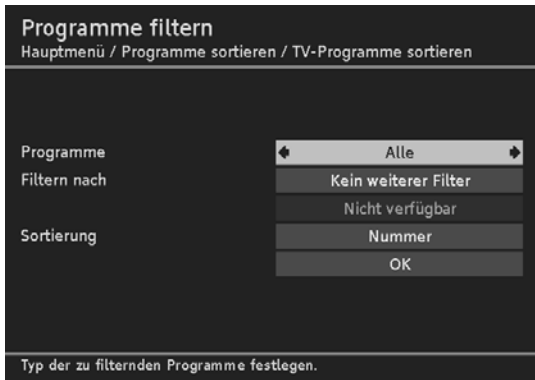 Programme filtern
Hauptmenü / Programme sortieren / TV-Programme sortieren
Programme Alle
Filtern nach Kein weiterer Filter
Nicht verfügbar
Sortierung Nummer
OK
Typ der zu filternden Programme festlegen.